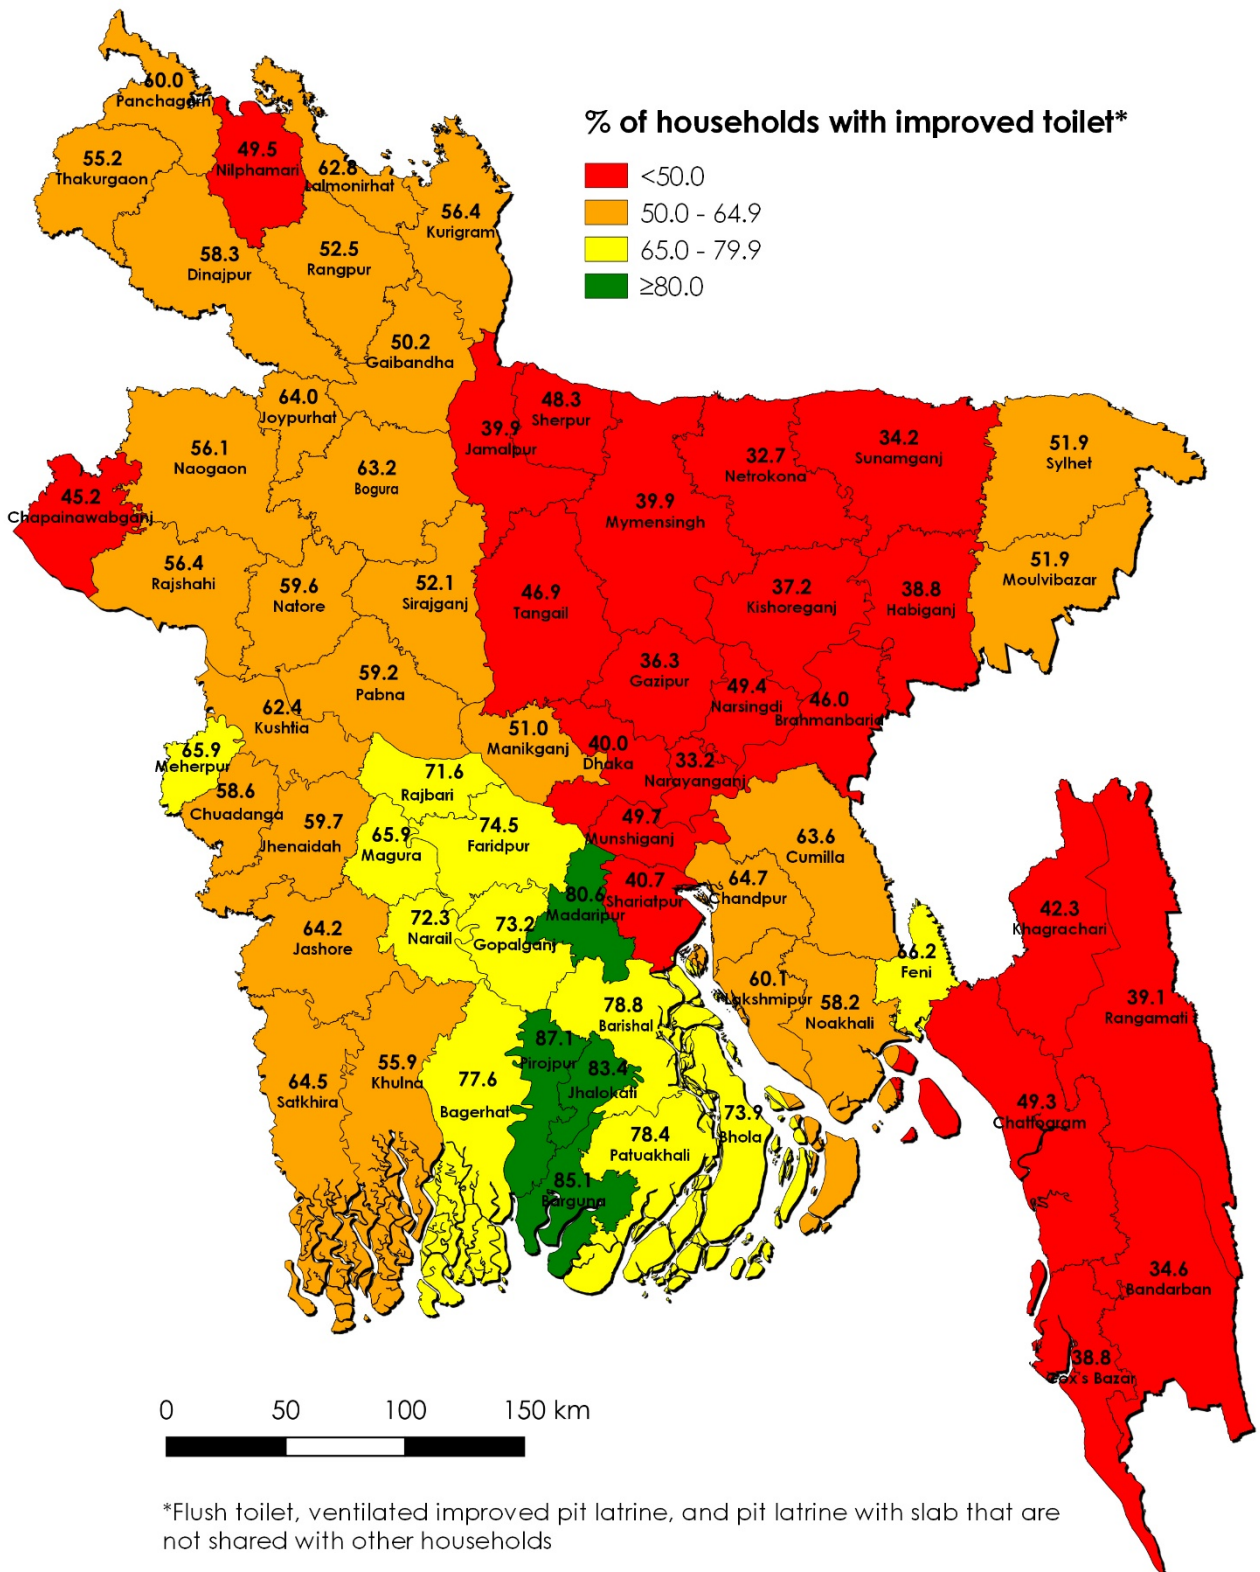 % of households with improved toilet*
<50.0
50.0 - 64.9
65.0 - 79.9
≥80.0
60.0
Panchagarh
55.2
Thakurgaon
49.5
Nilphamari
62.8
Lalmonirhat
56.4
Kurigram
58.3
Dinajpur
52.5
Rangpur
50.2
Gaibandha
64.0
Joypurhat
56.1
Naogaon
63.2
Bogura
39.9
Jamalpur
48.3
Sherpur
39.9
Mymensingh
32.7
Netrokona
34.2
Sunamganj
51.9
Sylhet
45.2
Chapainawabganj
56.4
Rajshahi
59.6
Natore
52.1
Sirajganj
46.9
Tangail
37.2
Kishoreganj
38.8
Habiganj
51.9
Moulvibazar
59.2
Pabna
36.3
Gazipur
49.4
Narsingdi
46.0
Brahmanbaria
62.4
Kushtia
51.0
Manikganj
40.0
Dhaka
33.2
Narayanganj
65.9
Meherpur
58.6
Chuadanga
59.7
Jhenaidah
71.6
Rajbari
65.9
Magura
74.5
Faridpur
49.7
Munshiganj
63.6
Cumilla
80.6
Madaripur
40.7
Shariatpur
64.7
Chandpur
64.2
Jashore
72.3
Narail
73.2
Gopalganj
66.2
Feni
42.3
Khagrachari
60.1
Lakshmipur
58.2
Noakhali
39.1
Rangamati
78.8
Barishal
87.1
Pirojpur
83.4
Jhalokati
64.5
Satkhira
55.9
Khulna
77.6
Bagerhat
73.9
Bhola
78.4
Patuakhali
85.1
Barguna
49.3
Chattogram
34.6
Bandarban
38.8
Cox's Bazar
0 50 100 150 km
*Flush toilet, ventilated improved pit latrine, and pit latrine with slab that are
not shared with other households